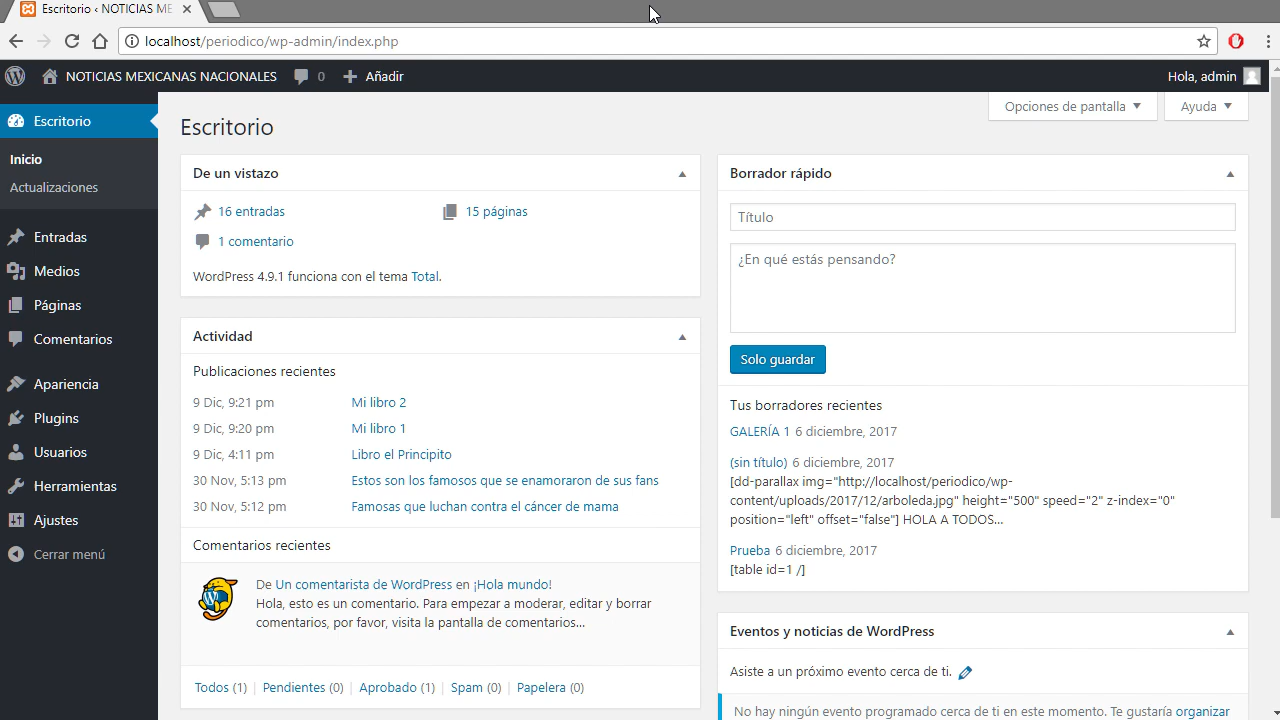 Escritorio ‹ NOTICIAS ME
localhost/periodico/wp-admin/index.php
NOTICIAS MEXICANAS NACIONALES 0 Añadir Hola, admin
Opciones de pantalla Ayuda
Escritorio
Inicio
Actualizaciones
Entradas
Medios
Páginas
Comentarios
Apariencia
Plugins
Usuarios
Herramientas
Ajustes
Cerrar menú
Escritorio
De un vistazo
16 entradas 15 páginas
1 comentario
WordPress 4.9.1 funciona con el tema Total.
Actividad
Publicaciones recientes
9 Dic, 9:21 pm Mi libro 2
9 Dic, 9:20 pm Mi libro 1
9 Dic, 4:11 pm Libro el Principito
30 Nov, 5:13 pm Estos son los famosos que se enamoraron de sus fans
30 Nov, 5:12 pm Famosas que luchan contra el cáncer de mama
Comentarios recientes
De Un comentarista de WordPress en ¡Hola mundo!
Hola, esto es un comentario. Para empezar a moderar, editar y borrar
comentarios, por favor, visita la pantalla de comentarios...
Todos (1) | Pendientes (0) | Aprobado (1) | Spam (0) | Papelera (0)
Borrador rápido
Título
¿En qué estás pensando?
Solo guardar
Tus borradores recientes
GALERÍA 1 6 diciembre, 2017
(sin título) 6 diciembre, 2017
[dd-parallax img="http://localhost/periodico/wp-
content/uploads/2017/12/arboleda.jpg" height="500" speed="2" z-index="0"
position="left" offset="false"] HOLA A TODOS...
Prueba 6 diciembre, 2017
[table id=1 /]
Eventos y noticias de WordPress
Asiste a un próximo evento cerca de ti.
No hay ningún evento programado cerca de ti en este momento. Te gustaría organizar